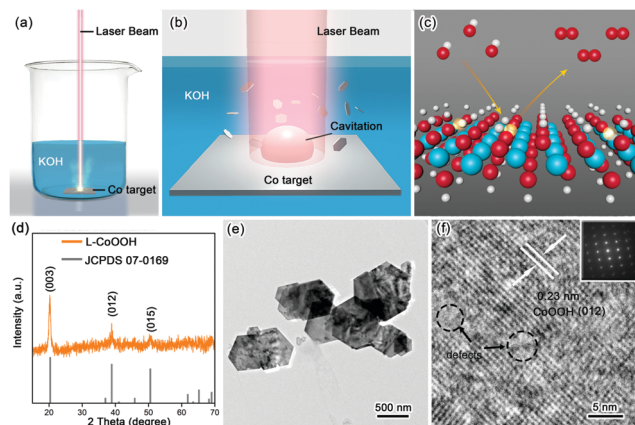 (a)
Laser Beam
KOH
Co target
(b)
Laser Beam
KOH
Cavitation
Co target
(c)
(d)
L-CoOOH
JCPDS 07-0169
(003)
(012)
(015)
Intensity (a.u.)
20
30
40
50
60
70
2 Theta (degree)
(e)
500 nm
(f)
0.23 nm
CoOOH (012)
defects
5 nm